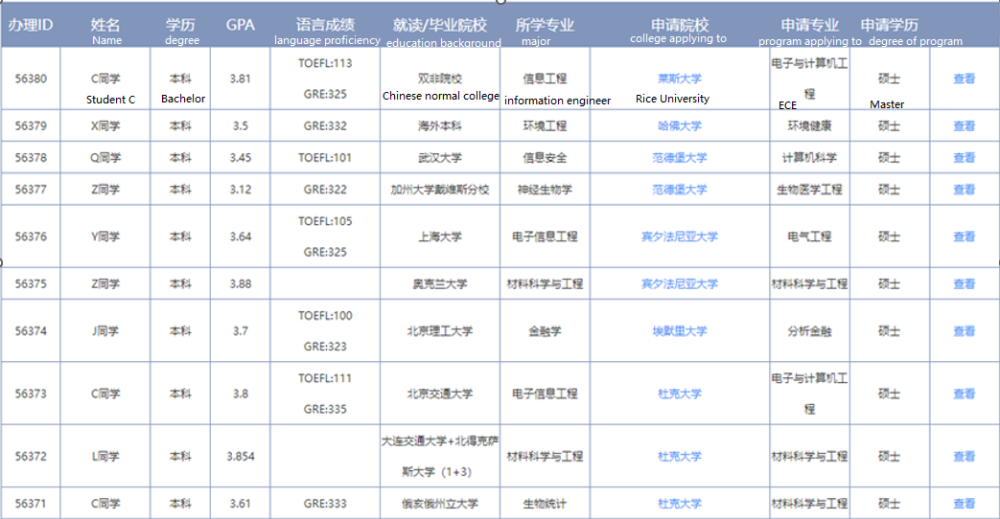 办理ID 姓名 学历 GPA 语言成绩 就读/毕业院校 所学专业 申请院校 申请专业 申请学历
Name degree language proficiency education background major college applying to program applying to degree of program
56380 C同学 本科 3.81 TOEFL:113 GRE:325 双非院校 信息工程 莱斯大学 电子与计算机工程 硕士 查看
Student C Bachelor Chinese normal college information engineer Rice University ECE Master
56379 X同学 本科 3.5 GRE:332 海外本科 环境工程 哈佛大学 环境健康 硕士 查看
56378 Q同学 本科 3.45 TOEFL:101 武汉大学 信息安全 范德堡大学 计算机科学 硕士 查看
56377 Z同学 本科 3.12 GRE:322 加州大学戴维斯分校 神经生物学 范德堡大学 生物医学工程 硕士 查看
56376 Y同学 本科 3.64 TOEFL:105 GRE:325 上海大学 电子信息工程 宾夕法尼亚大学 电气工程 硕士 查看
56375 Z同学 本科 3.88 奥克兰大学 材料科学与工程 宾夕法尼亚大学 材料科学与工程 硕士 查看
56374 J同学 本科 3.7 TOEFL:100 GRE:323 北京理工大学 金融学 埃默里大学 分析金融 硕士 查看
56373 C同学 本科 3.8 TOEFL:111 GRE:335 北京交通大学 电子信息工程 杜克大学 电子与计算机工程 硕士 查看
56372 L同学 本科 3.854 大连交通大学+北得克萨斯大学（1+3） 材料科学与工程 杜克大学 材料科学与工程 硕士 查看
56371 C同学 本科 3.61 GRE:333 俄亥俄州立大学 生物统计 杜克大学 材料科学与工程 硕士 查看